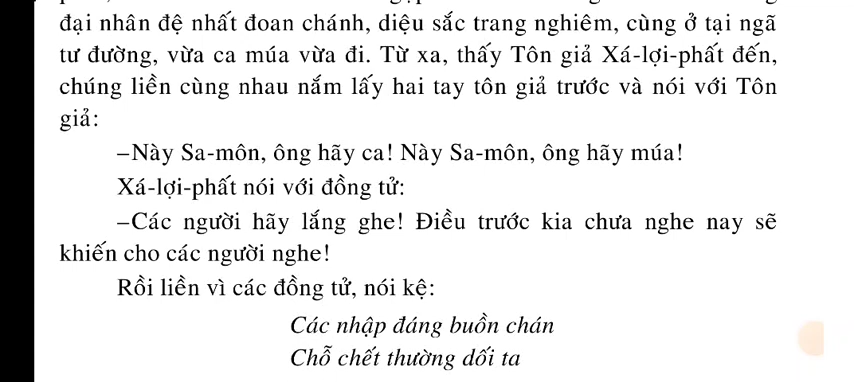 đại nhân đệ nhất đoan chánh, diệu sắc trang nghiêm, cùng ở tại ngã
tư đường, vừa ca múa vừa đi. Từ xa, thấy Tôn giả Xá-lợi-phất đến,
chúng liền cùng nhau nắm lấy hai tay tôn giả trước và nói với Tôn
giả:
–Này Sa-môn, ông hãy ca! Này Sa-môn, ông hãy múa!
Xá-lợi-phất nói với đồng tử:
–Các người hãy lắng ghe! Điều trước kia chưa nghe nay sẽ
khiến cho các người nghe!
Rồi liền vì các đồng tử, nói kệ:
Các nhập đáng buồn chán
Chỗ chết thường dối ta